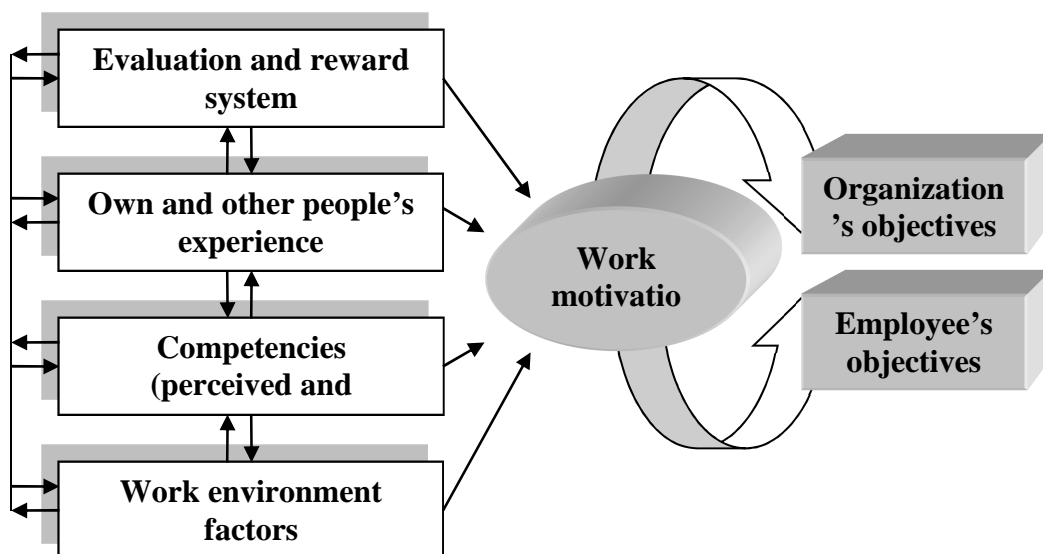 Evaluation and reward
system
Own and other people’s
experience
Competencies
(perceived and
Work environment
factors
Work
motivatio
Organization
’s objectives
Employee’s
objectives